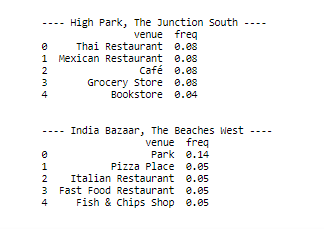 ---- High Park, The Junction South ----
venue freq
0 Thai Restaurant 0.08
1 Mexican Restaurant 0.08
2 Café 0.08
3 Grocery Store 0.08
4 Bookstore 0.04
---- India Bazaar, The Beaches West ----
venue freq
0 Park 0.14
1 Pizza Place 0.05
2 Italian Restaurant 0.05
3 Fast Food Restaurant 0.05
4 Fish & Chips Shop 0.05